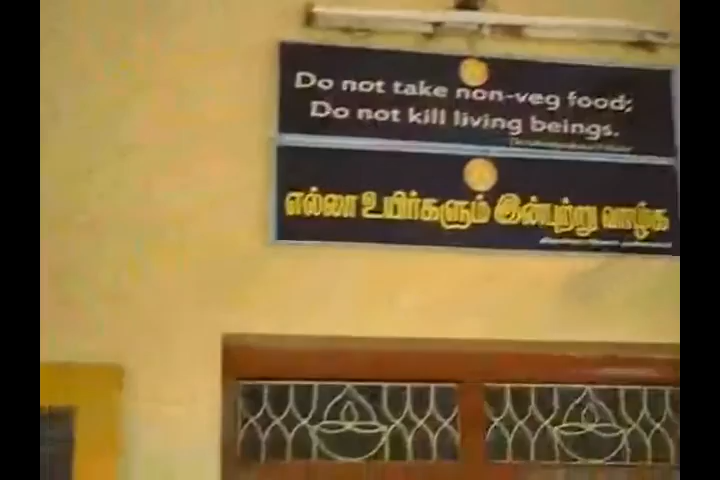 Do not take non-veg food;
Do not kill living beings.
எல்லா உயிர்களும் இன்புற்று வாழ்க